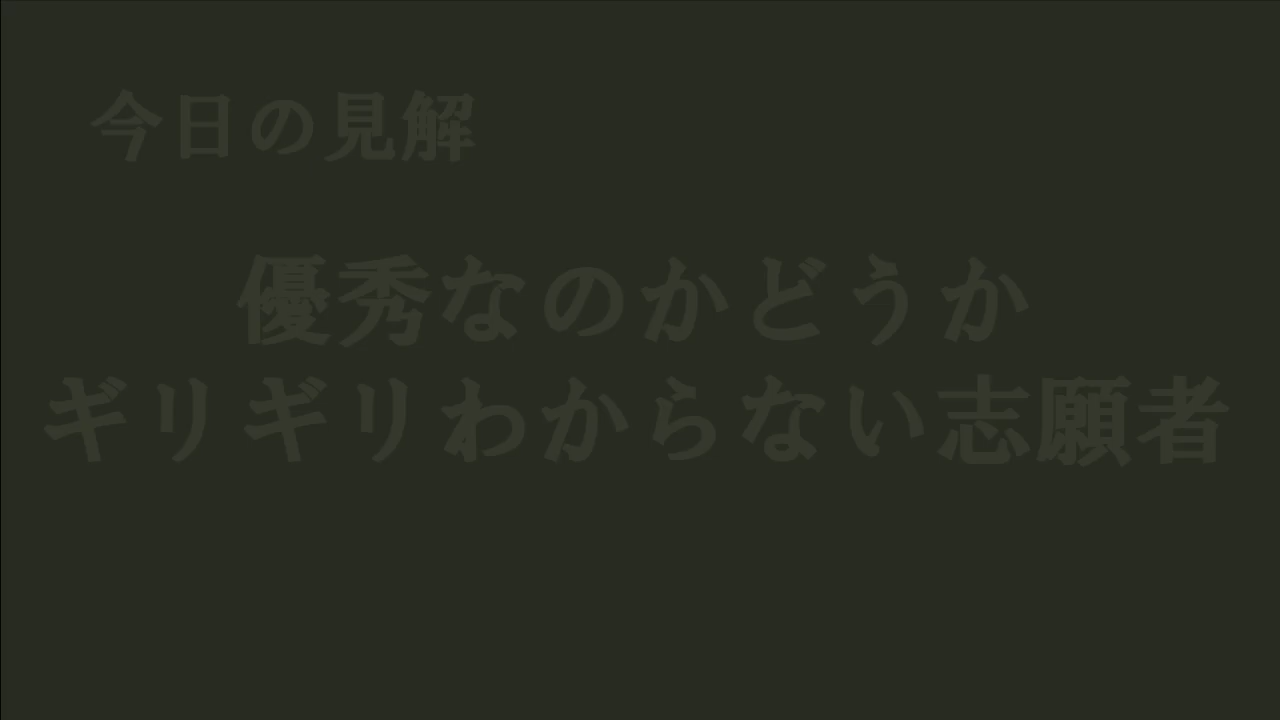 今日の見解
優秀なのかどうか
ギリギリわからない志願者